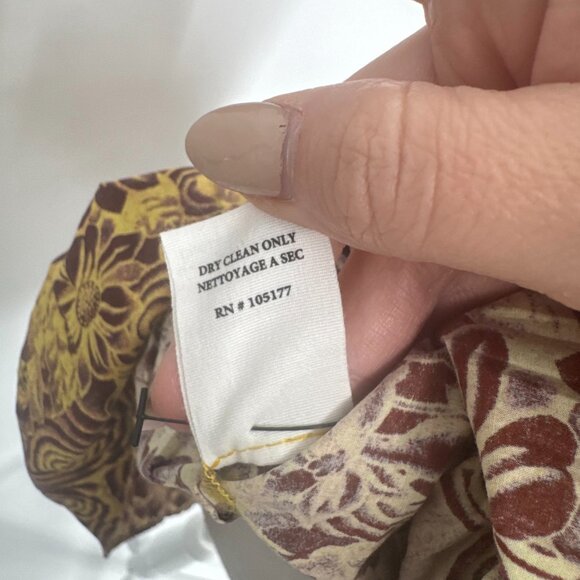 DRY CLEAN ONLY
NETTOYAGE A SEC
RN # 105177